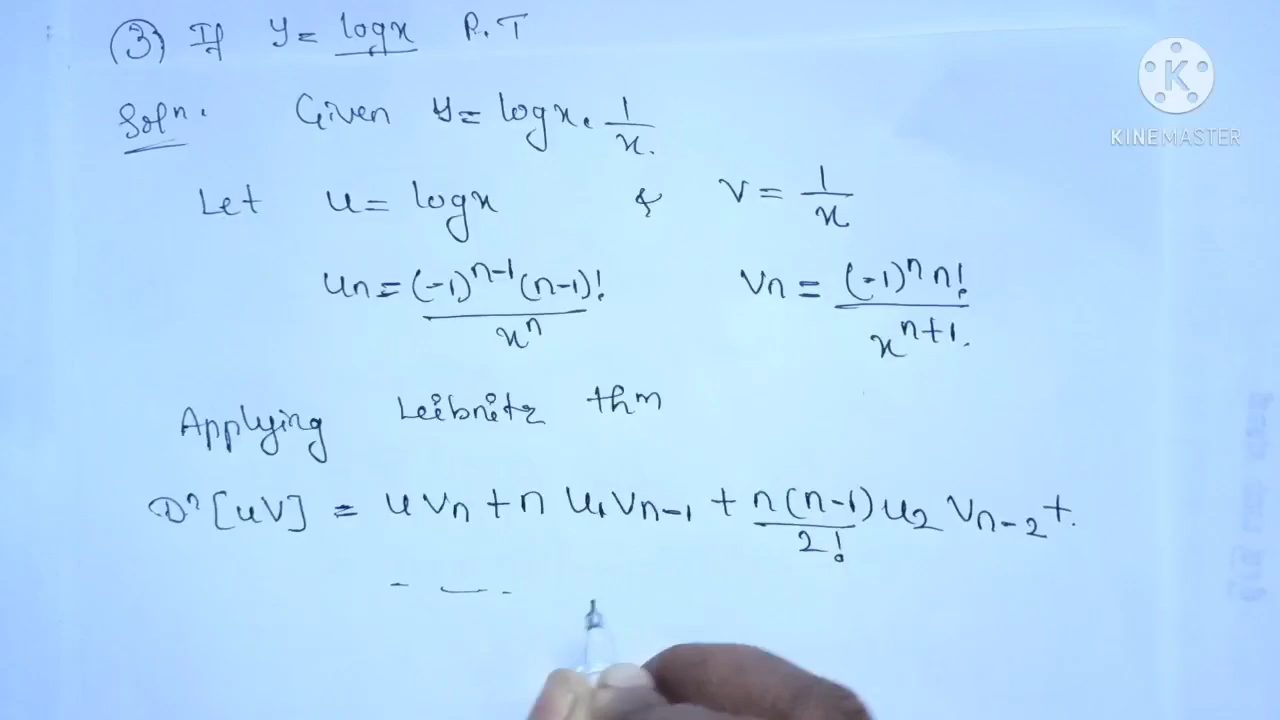 (3) If y = logx P.T
Soln. Given y = logx. 1/x.
Let u = logx & v = 1/x
un = (-1)^{n-1}(n-1)!/x^n vn = (-1)^n n!/x^{n+1}.
Applying Leibnitz thm
D^n[uv] = u vn + n u1 vn-1 + n(n-1)/2! u2 vn-2 +.
- - -
K
KINEMASTER